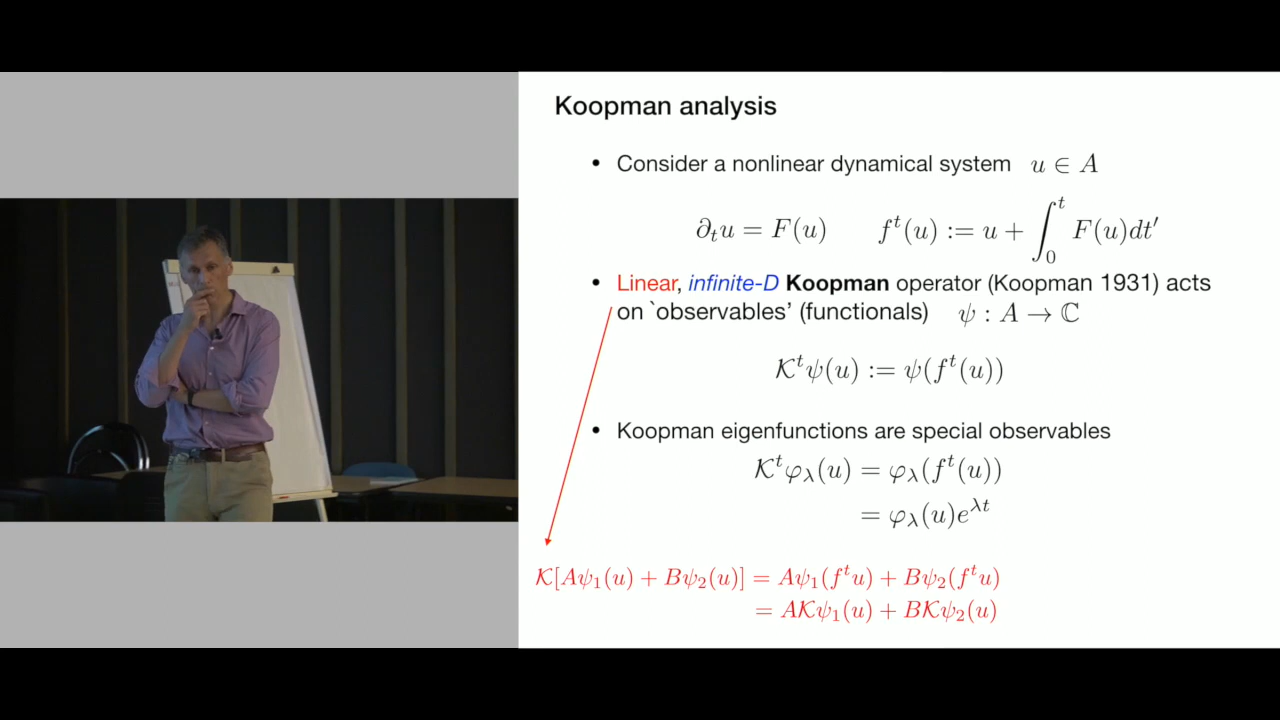 Koopman analysis
• Consider a nonlinear dynamical system u ∈ A
∂ₜu = F(u) fᵗ(u) := u + ∫₀ᵗ F(u)dt′
• Linear, infinite-D Koopman operator (Koopman 1931) acts
on `observables’ (functionals) ψ : A → ℂ
𝒦ᵗψ(u) := ψ(fᵗ(u))
• Koopman eigenfunctions are special observables
𝒦ᵗφ_λ(u) = φ_λ(fᵗ(u))
= φ_λ(u)e^{λt}
𝒦[Aψ₁(u) + Bψ₂(u)] = Aψ₁(fᵗu) + Bψ₂(fᵗu)
= A𝒦ψ₁(u) + B𝒦ψ₂(u)